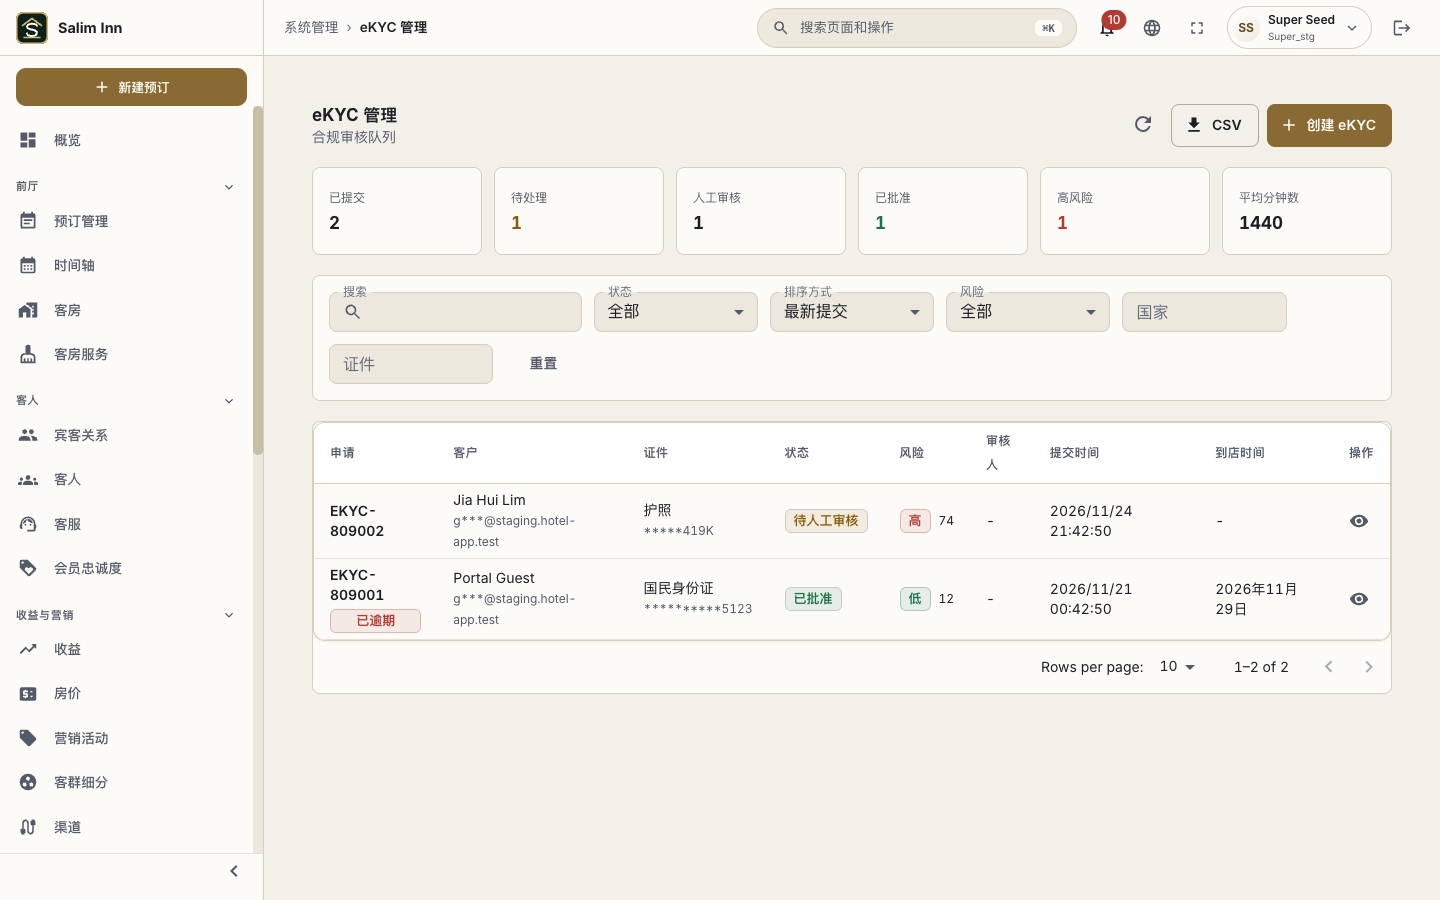 Salim Inn
系统管理 › eKYC 管理
搜索页面和操作
⌘K
10
SS
Super Seed
Super_stg
新建预订
概览
前厅
预订管理
时间轴
客房
客房服务
客人
宾客关系
客人
客服
会员忠诚度
收益与营销
收益
房价
营销活动
客群细分
渠道
eKYC 管理
合规审核队列
CSV
创建 eKYC
已提交
2
待处理
1
人工审核
1
已批准
1
高风险
1
平均分钟数
1440
搜索
状态
全部
排序方式
最新提交
风险
全部
国家
证件
重置
申请 客户 证件 状态 风险 审核人 提交时间 到店时间 操作
EKYC-
809002
Jia Hui Lim
g***@staging.hotel-
app.test
护照
*****419K
待人工审核
高 74
-
2026/11/24
21:42:50
-
EKYC-
809001
已逾期
Portal Guest
g***@staging.hotel-
app.test
国民身份证
**********5123
已批准
低 12
-
2026/11/21
00:42:50
2026年11月
29日
Rows per page: 10 1–2 of 2